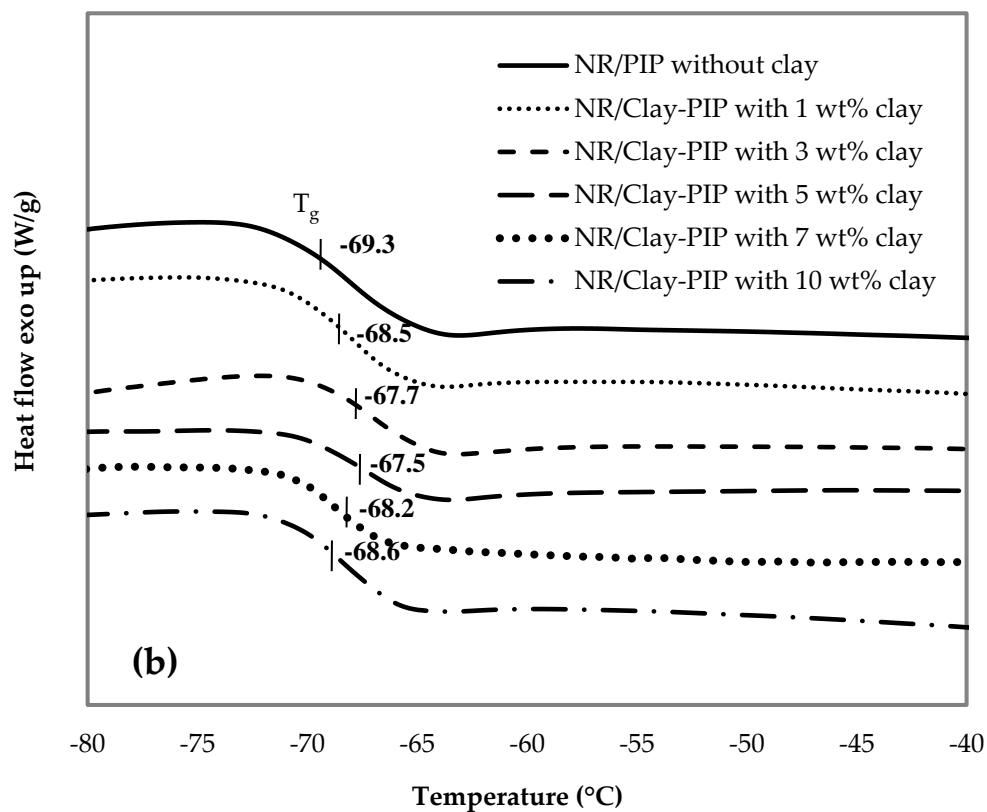 NR/PIP without clay
NR/Clay-PIP with 1 wt% clay
NR/Clay-PIP with 3 wt% clay
NR/Clay-PIP with 5 wt% clay
NR/Clay-PIP with 7 wt% clay
NR/Clay-PIP with 10 wt% clay
Heat flow exo up (W/g)
Tg
-69.3
-68.5
-67.7
-67.5
-68.2
-68.6
(b)
-80 -75 -70 -65 -60 -55 -50 -45 -40
Temperature (°C)